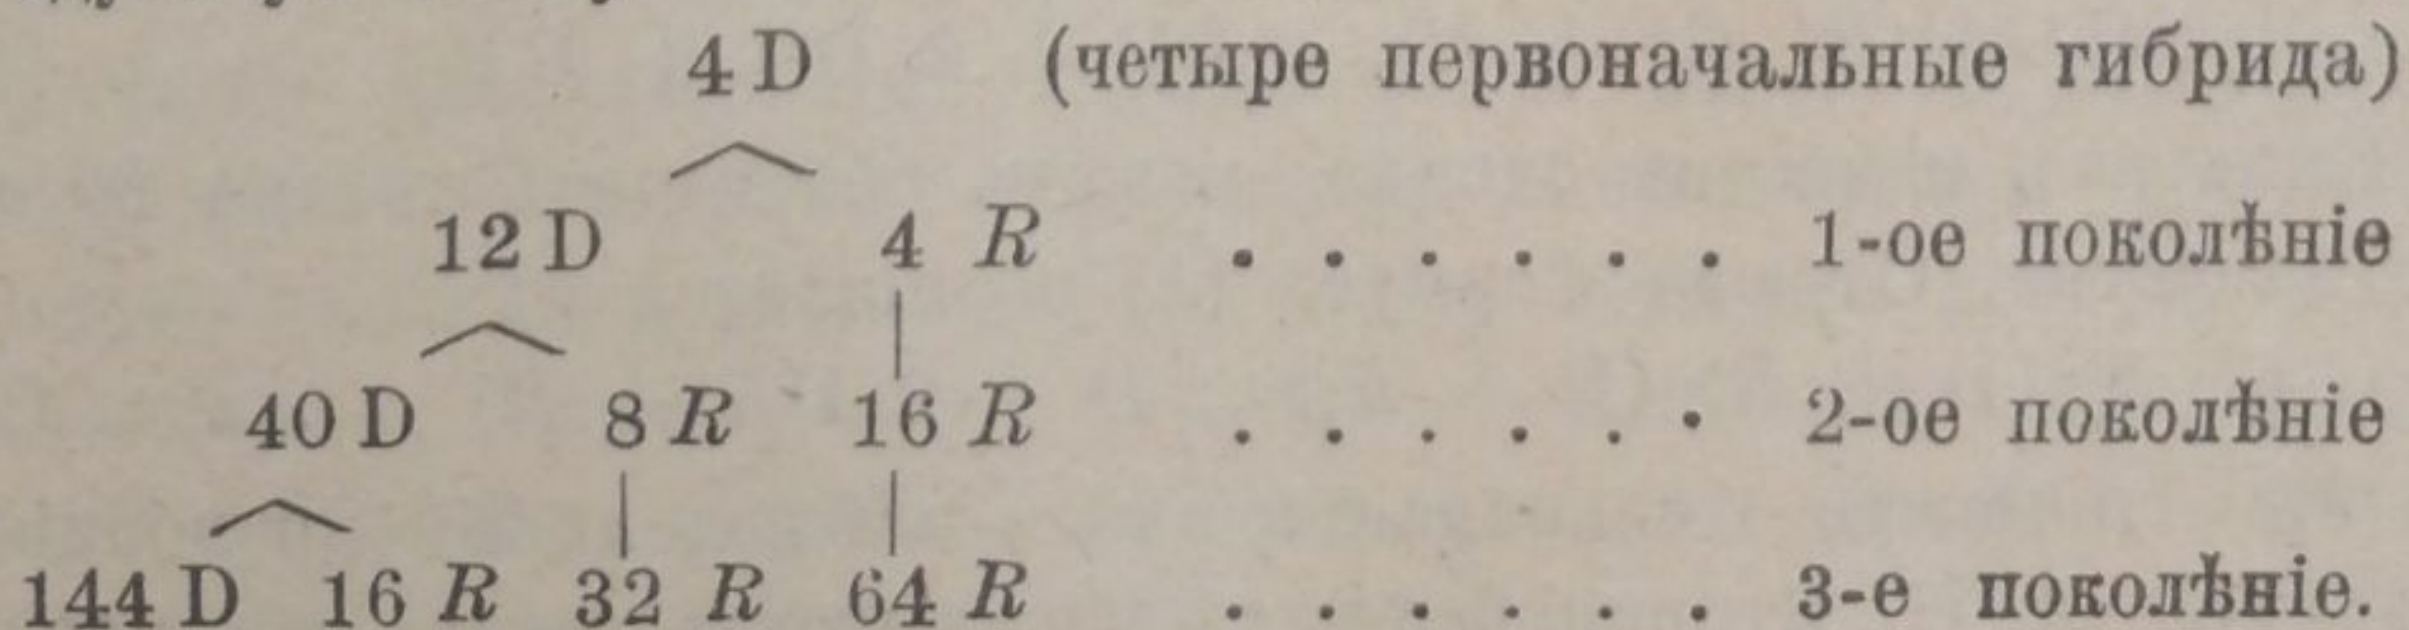 4 D (четыре первоначальные гибрида)
12 D 4 R . . . . . . 1-ое поколѣніе
40 D 8 R 16 R . . . . . . 2-ое поколѣніе
144 D 16 R 32 R 64 R . . . . . . 3-е поколѣніе.